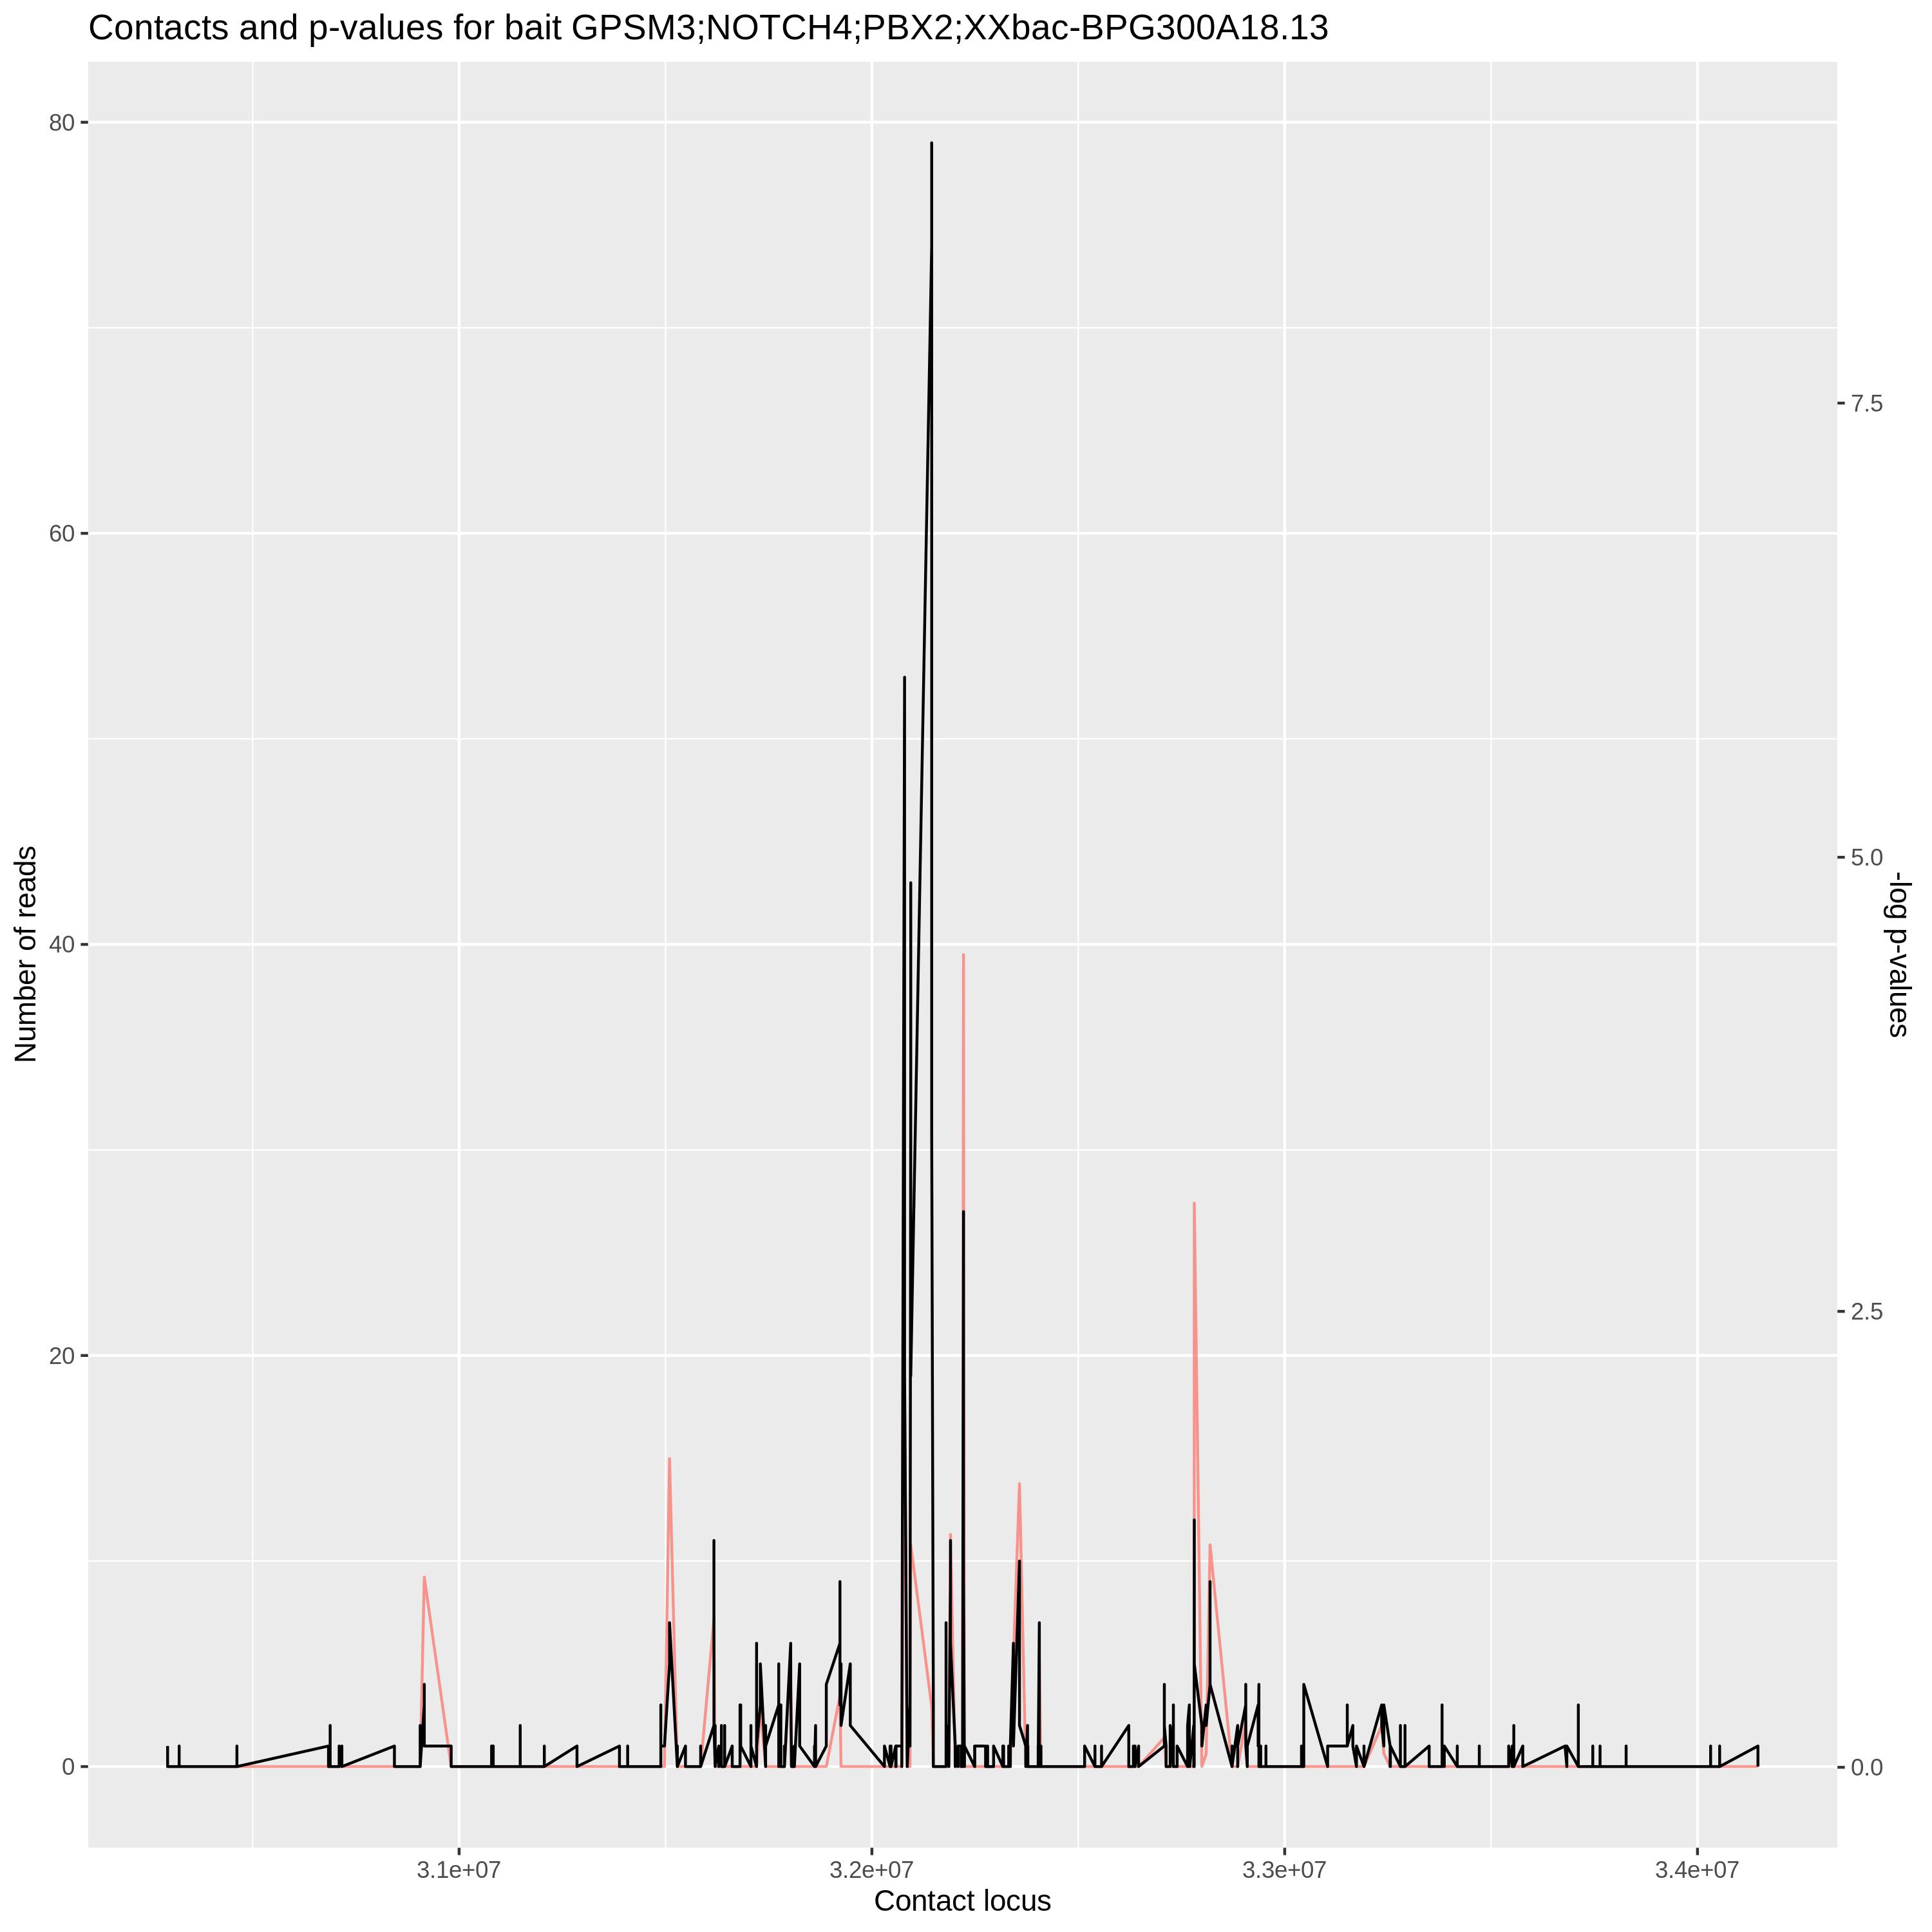 Contacts and p-values for bait GPSM3;NOTCH4;PBX2;XXbac-BPG300A18.13
80
60
40
20
0
Number of reads
7.5
5.0
2.5
0.0
-log p-values
3.1e+07 3.2e+07 3.3e+07 3.4e+07
Contact locus